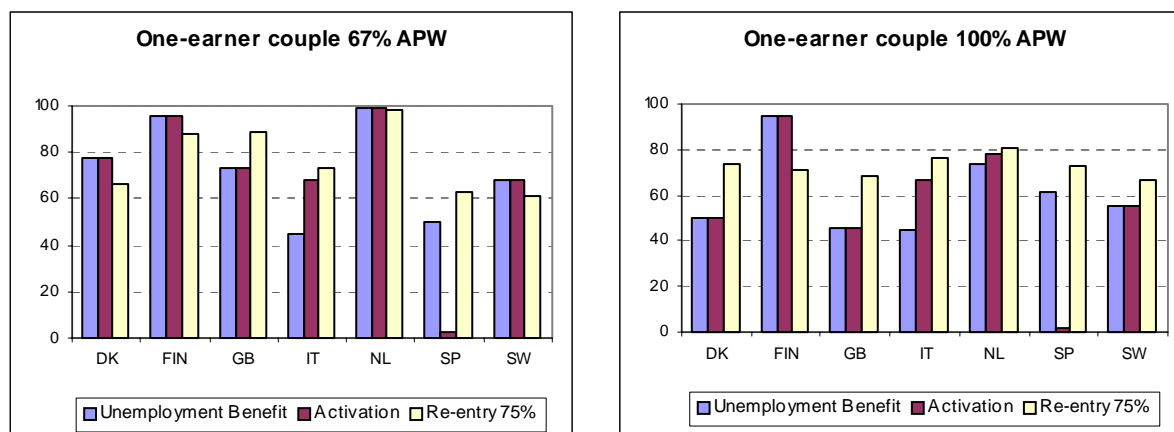 One-earner couple 67% APW
100
80
60
40
20
0
DK FIN GB IT NL SP SW
Unemployment Benefit Activation Re-entry 75%
One-earner couple 100% APW
100
80
60
40
20
0
DK FIN GB IT NL SP SW
Unemployment Benefit Activation Re-entry 75%